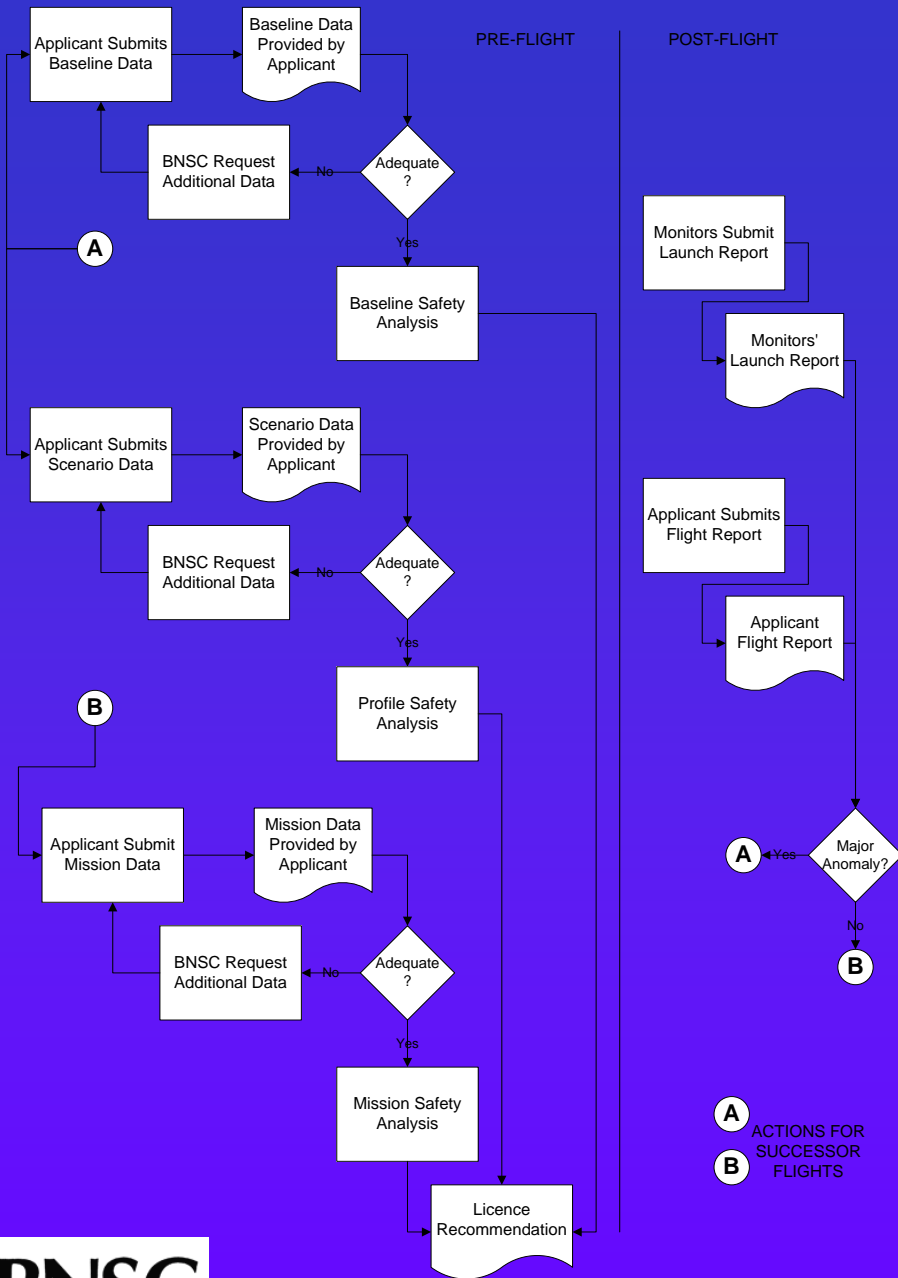 Applicant Submits
Baseline Data
Baseline Data
Provided by
Applicant
PRE-FLIGHT
POST-FLIGHT
BNSC Request
Additional Data
No
Adequate
?
Yes
A
Baseline Safety
Analysis
Monitors Submit
Launch Report
Monitors'
Launch Report
Applicant Submits
Scenario Data
Scenario Data
Provided by
Applicant
BNSC Request
Additional Data
No
Adequate
?
Yes
Applicant Submits
Flight Report
Applicant
Flight Report
B
Profile Safety
Analysis
Applicant Submit
Mission Data
Mission Data
Provided by
Applicant
BNSC Request
Additional Data
No
Adequate
?
Yes
A
Yes
Major
Anomaly?
No
B
Mission Safety
Analysis
Licence
Recommendation
A
B
ACTIONS FOR
SUCCESSOR
FLIGHTS
BNSC